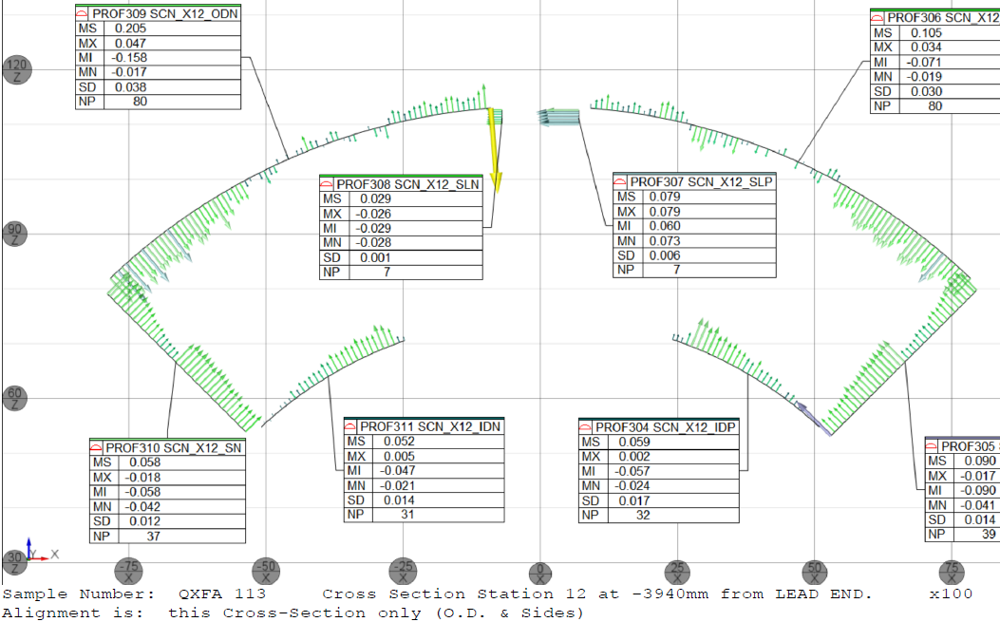 PROF309 SCN_X12_ODN
MS 0.205
MX 0.047
MI -0.158
MN -0.017
SD 0.038
NP 80
PROF306 SCN_X12
MS 0.105
MX 0.034
MI -0.071
MN -0.019
SD 0.030
NP 80
120
Z
PROF308 SCN_X12_SLN
MS 0.029
MX -0.026
MI -0.029
MN -0.028
SD 0.001
NP 7
PROF307 SCN_X12_SLP
MS 0.079
MX 0.079
MI 0.060
MN 0.073
SD 0.006
NP 7
90
Z
60
Z
PROF310 SCN_X12_SN
MS 0.058
MX -0.018
MI -0.058
MN -0.042
SD 0.012
NP 37
PROF311 SCN_X12_IDN
MS 0.052
MX 0.005
MI -0.047
MN -0.021
SD 0.014
NP 31
PROF304 SCN_X12_IDP
MS 0.059
MX 0.002
MI -0.057
MN -0.024
SD 0.017
NP 32
PROF305
MS 0.090
MX -0.017
MI -0.090
MN -0.041
SD 0.014
NP 39
30
Z
Y X
-75
X
-50
X
-25
X
0
X
25
X
50
X
75
X
Sample Number: QXFA 113 Cross Section Station 12 at -3940mm from LEAD END. x100
Alignment is: this Cross-Section only (O.D. & Sides)